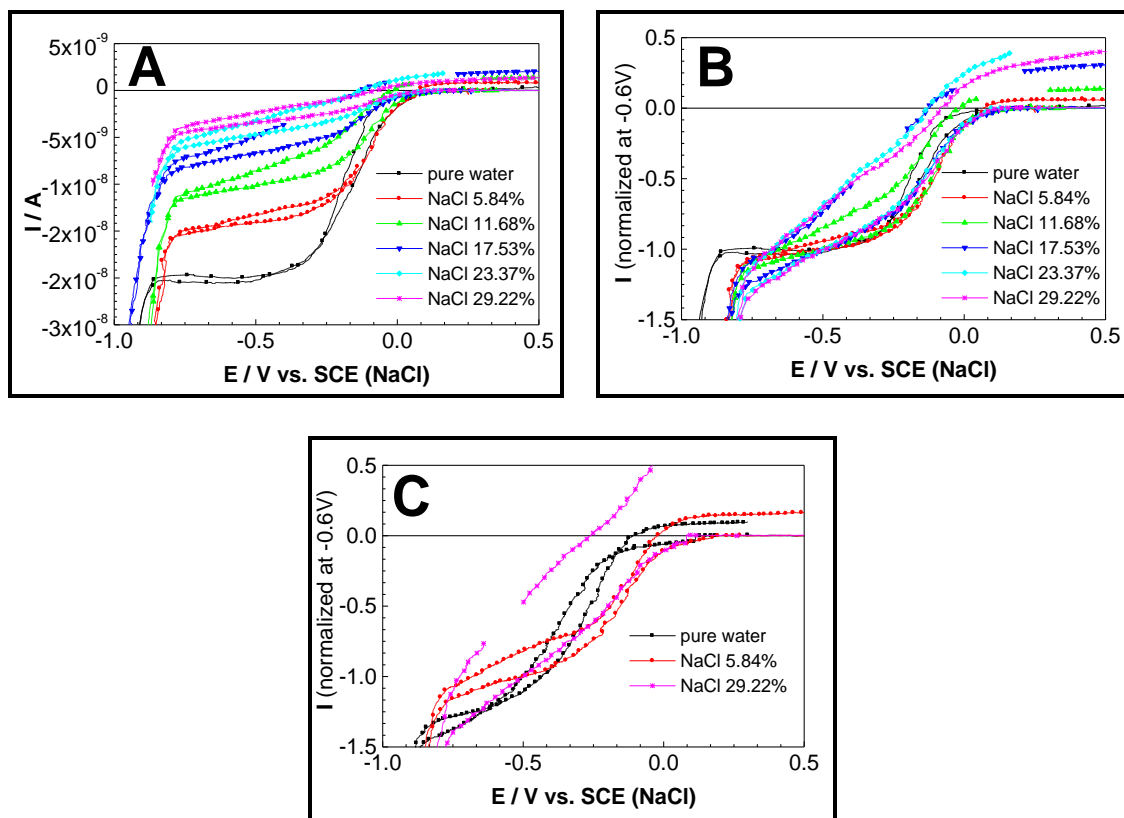 A
5x10-9
0
-5x10-9
-1x10-8
-2x10-8
-2x10-8
-3x10-8
-1.0
-0.5
0.0
0.5
I / A
E / V vs. SCE (NaCl)
pure water
NaCl 5.84%
NaCl 11.68%
NaCl 17.53%
NaCl 23.37%
NaCl 29.22%
B
0.5
0.0
-0.5
-1.0
-1.5
-1.0
-0.5
0.0
0.5
I (normalized at -0.6V)
E / V vs. SCE (NaCl)
pure water
NaCl 5.84%
NaCl 11.68%
NaCl 17.53%
NaCl 23.37%
NaCl 29.22%
C
0.5
0.0
-0.5
-1.0
-1.5
-1.0
-0.5
0.0
0.5
I (normalized at -0.6V)
E / V vs. SCE (NaCl)
pure water
NaCl 5.84%
NaCl 29.22%